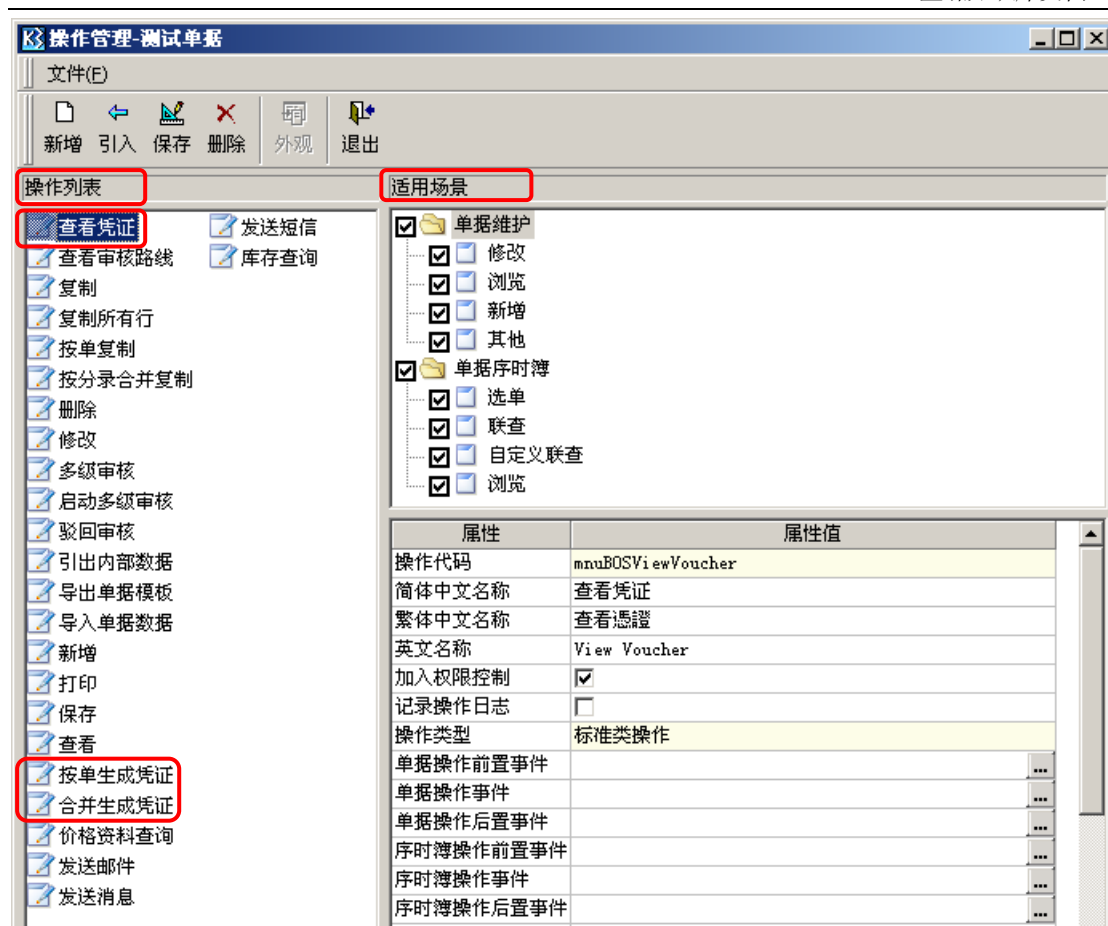 操作管理-测试单据
文件(F)
新增 引入 保存 删除 外观 退出
操作列表
查看凭证 发送短信
查看审核路线 库存查询
复制
复制所有行
按单复制
按分录合并复制
删除
修改
多级审核
启动多级审核
驳回审核
引出内部数据
导出单据模板
导入单据数据
新增
打印
保存
查看
按单生成凭证
合并生成凭证
价格资料查询
发送邮件
发送消息
适用场景
单据维护
修改
浏览
新增
其他
单据序时簿
选单
联查
自定义联查
浏览
属性 属性值
操作代码 mnuBOSViewVoucher
简体中文名称 查看凭证
繁体中文名称 查看憑證
英文名称 View Voucher
加入权限控制
记录操作日志
操作类型 标准类操作
单据操作前置事件 ...
单据操作事件 ...
单据操作后置事件 ...
序时簿操作前置事件 ...
序时簿操作事件 ...
序时簿操作后置事件 ...